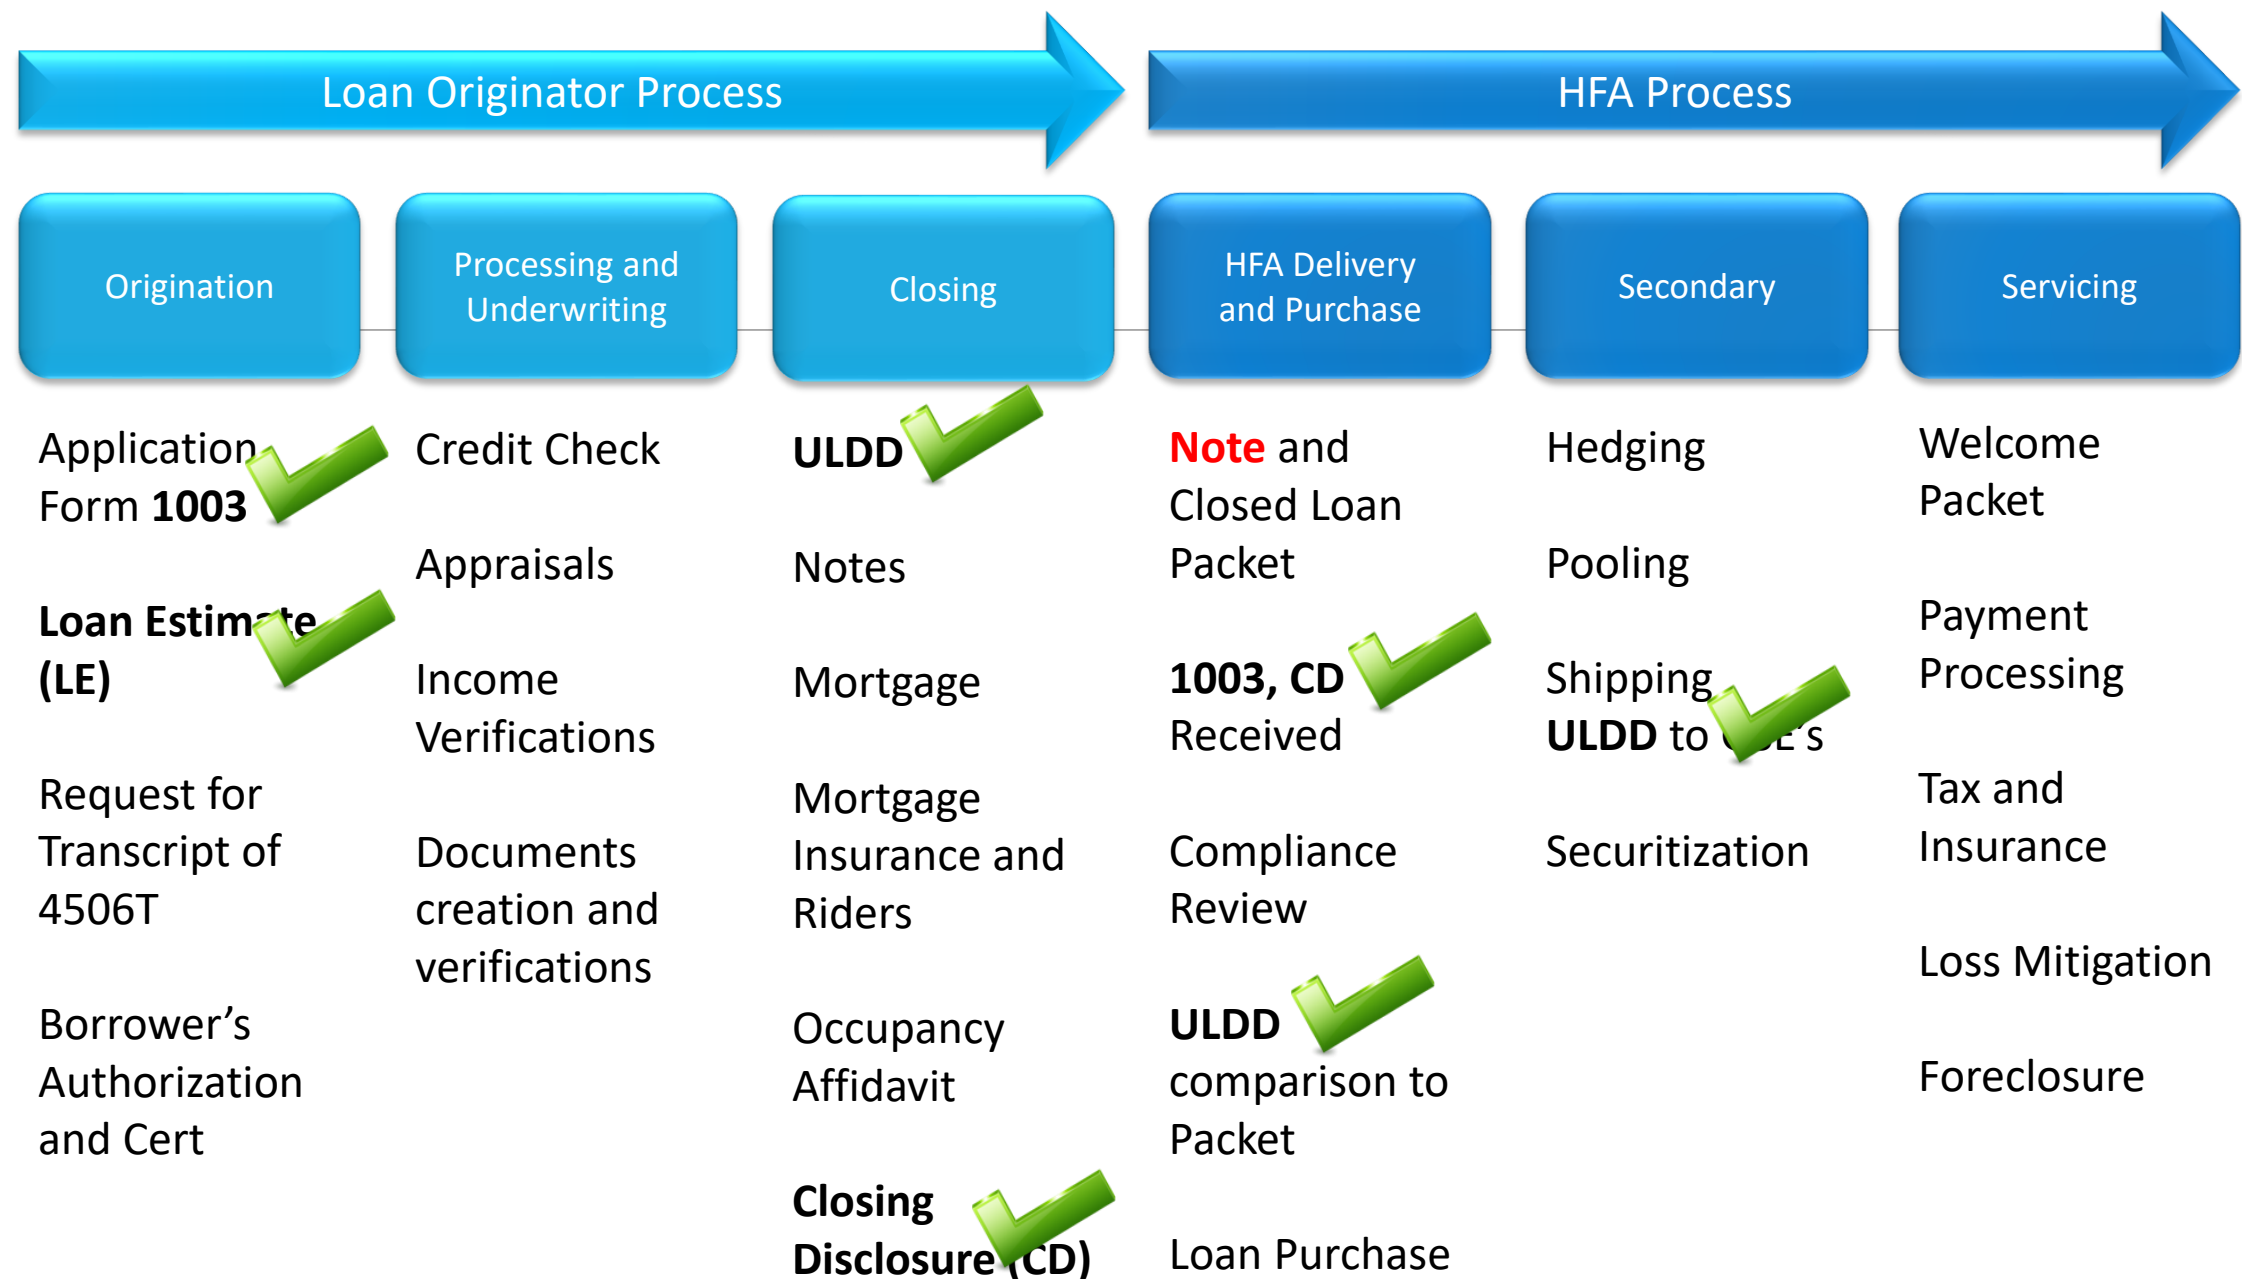 Loan Originator Process
HFA Process
Origination
Processing and
Underwriting
Closing
HFA Delivery
and Purchase
Secondary
Servicing
Application
Form 1003
Loan Estimate
(LE)
Request for
Transcript of
4506T
Borrower’s
Authorization
and Cert
Credit Check
Appraisals
Income
Verifications
Documents
creation and
verifications
ULDD
Notes
Mortgage
Mortgage
Insurance and
Riders
Occupancy
Affidavit
Closing
Disclosure (CD)
Note and
Closed Loan
Packet
1003, CD
Received
Compliance
Review
ULDD
comparison to
Packet
Loan Purchase
Hedging
Pooling
Shipping
ULDD to GSE’s
Securitization
Welcome
Packet
Payment
Processing
Tax and
Insurance
Loss Mitigation
Foreclosure